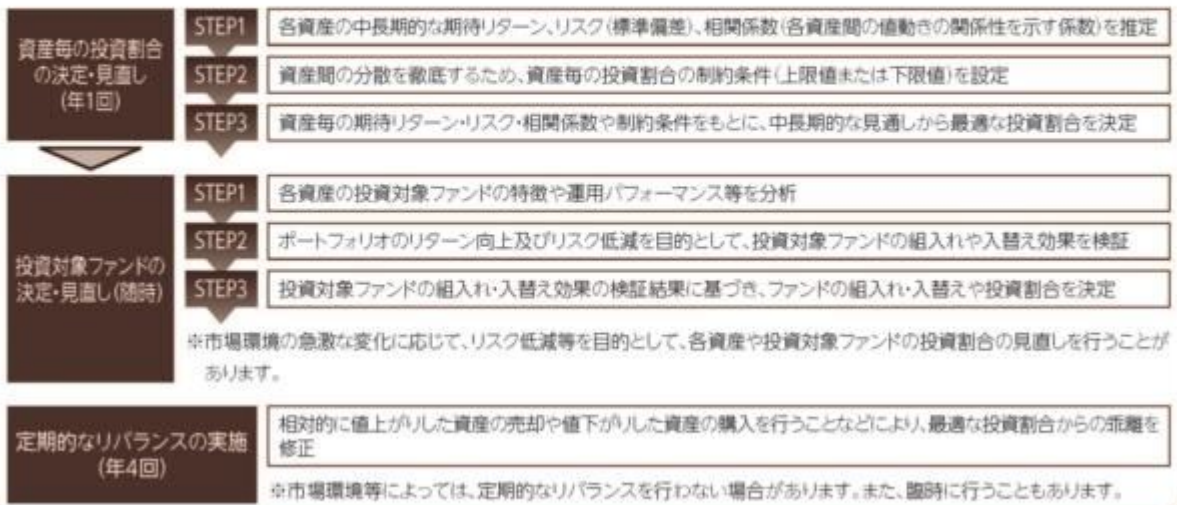 資産毎の投資割合
の決定・見直し
(年1回)
STEP1
各資産の中長期的な期待リターン、リスク(標準偏差)、相関係数(各資産間の値動きの関係性を示す係数)を推定
STEP2
資産間の分散を徹底するため、資産毎の投資割合の制約条件(上限値または下限値)を設定
STEP3
資産毎の期待リターン・リスク・相関係数や制約条件をもとに、中長期的な見通しから最適な投資割合を決定
投資対象ファンドの
決定・見直し(随時)
STEP1
各資産の投資対象ファンドの特徴や運用パフォーマンス等を分析
STEP2
ポートフォリオのリターン向上及びリスク低減を目的として、投資対象ファンドの組入れや入替え効果を検証
STEP3
投資対象ファンドの組入れ・入替え効果の検証結果に基づき、ファンドの組入れ・入替えや投資割合を決定
※市場環境の急激な変化に応じて、リスク低減等を目的として、各資産や投資対象ファンドの投資割合の見直しを行うことが
あります。
定期的なリバランスの実施
(年4回)
相対的に値上がりした資産の売却や値下がりした資産の購入を行うことなどにより、最適な投資割合からの乖離を
修正
※市場環境等によっては、定期的なリバランスを行わない場合があります。また、臨時に行うこともあります。